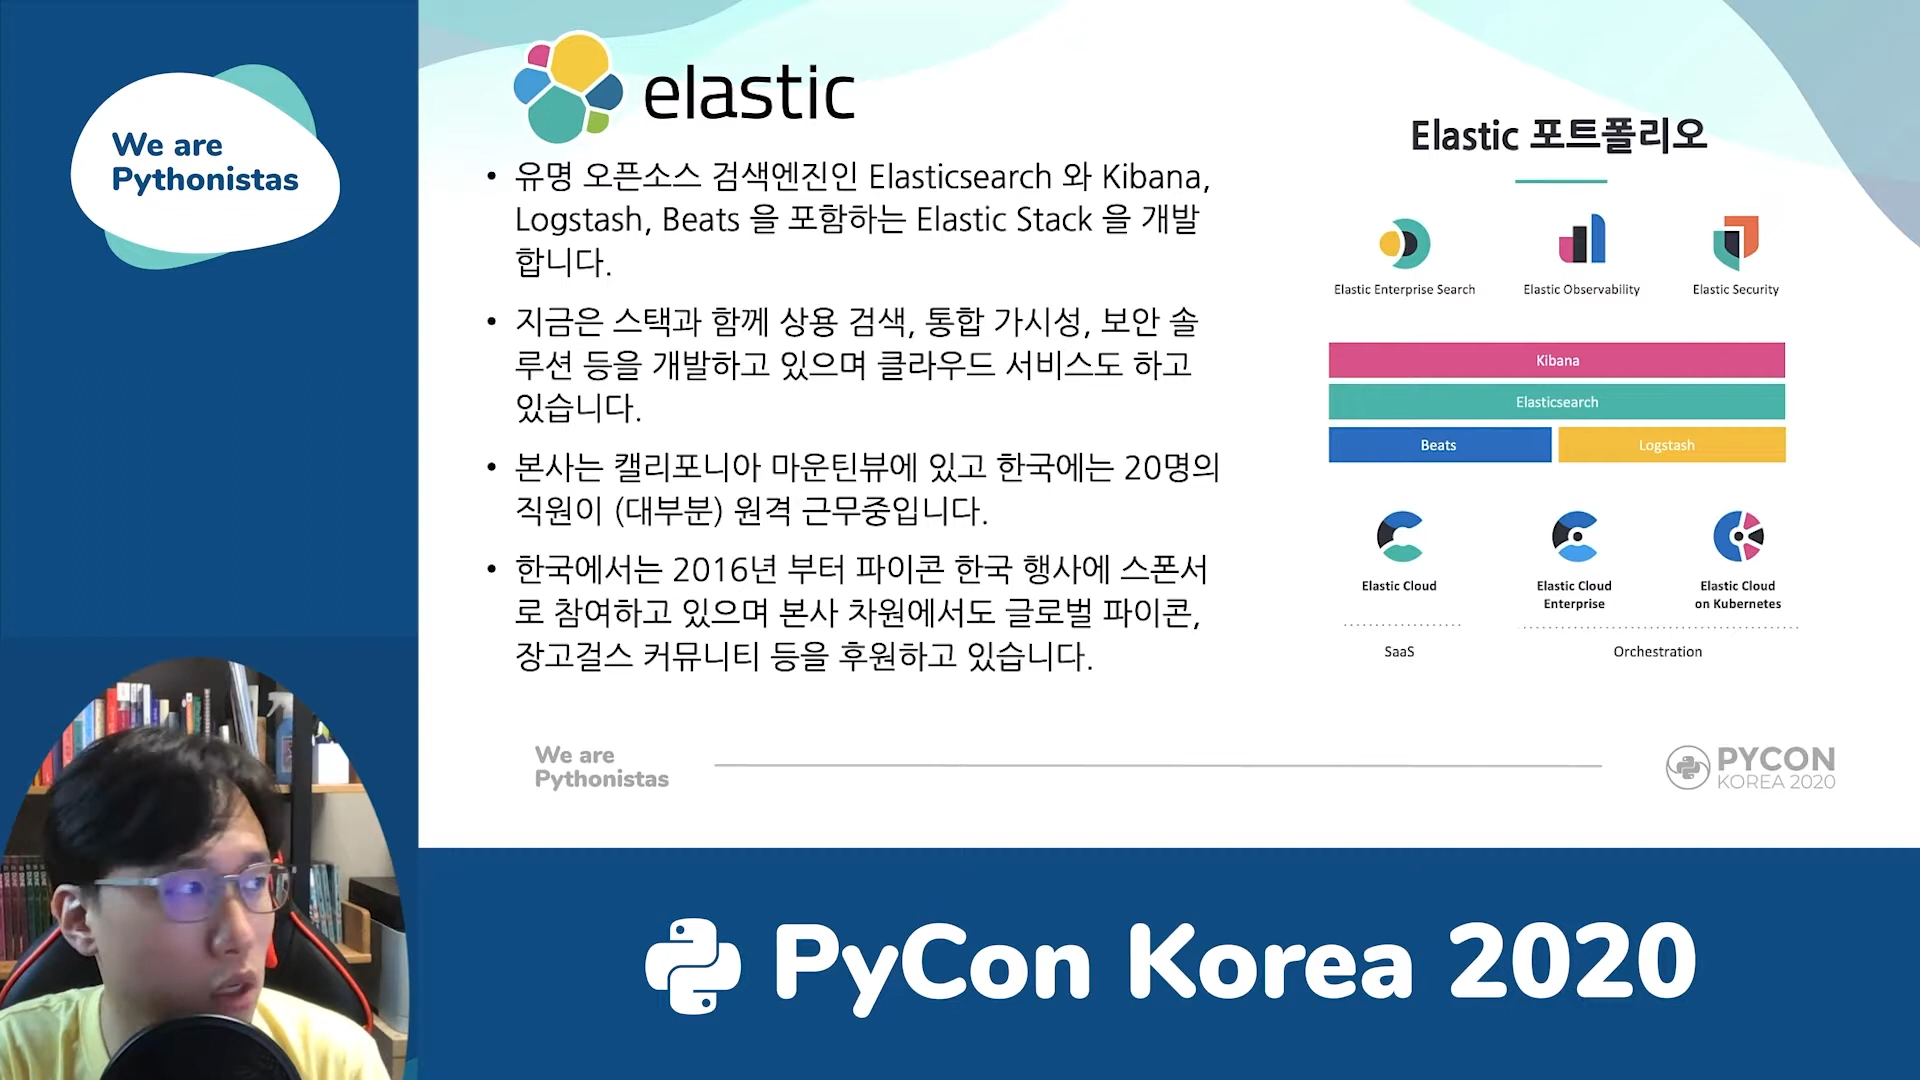 We are
Pythonistas
elastic
• 유명 오픈소스 검색엔진인 Elasticsearch 와 Kibana,
Logstash, Beats 을 포함하는 Elastic Stack 을 개발
합니다.
• 지금은 스택과 함께 상용 검색, 통합 가시성, 보안 솔
루션 등을 개발하고 있으며 클라우드 서비스도 하고
있습니다.
• 본사는 캘리포니아 마운틴뷰에 있고 한국에는 20명의
직원이 (대부분) 원격 근무중입니다.
• 한국에서는 2016년 부터 파이콘 한국 행사에 스폰서
로 참여하고 있으며 본사 차원에서도 글로벌 파이콘,
장고걸스 커뮤니티 등을 후원하고 있습니다.
Elastic 포트폴리오
Elastic Enterprise Search
Elastic Observability
Elastic Security
Kibana
Elasticsearch
Beats
Logstash
Elastic Cloud
Elastic Cloud
Enterprise
Elastic Cloud
on Kubernetes
SaaS
Orchestration
We are
Pythonistas
PYCON
KOREA 2020
PyCon Korea 2020